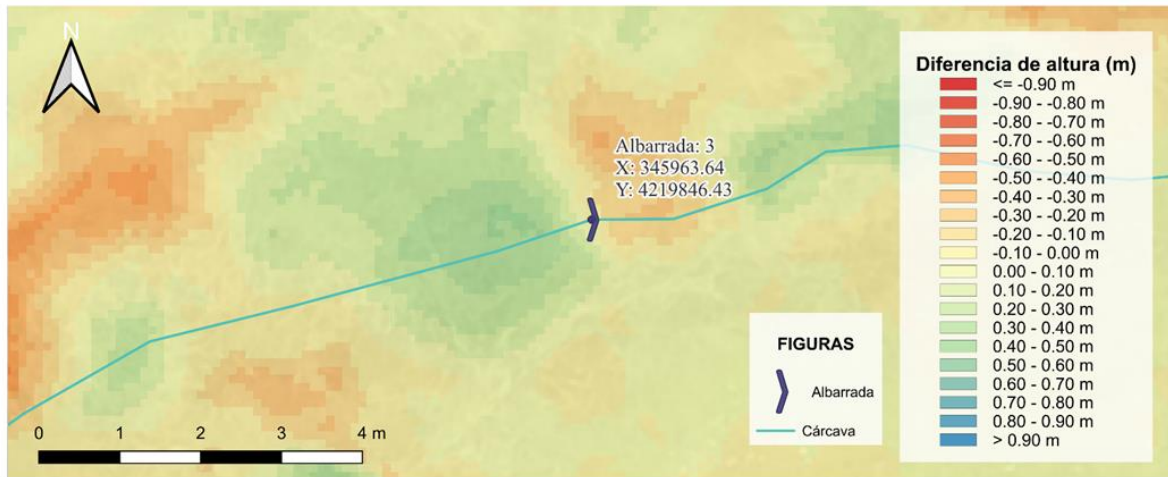 N
Albarrada: 3
X: 345963.64
Y: 4219846.43
Diferencia de altura (m)
<= -0.90 m
-0.90 - -0.80 m
-0.80 - -0.70 m
-0.70 - -0.60 m
-0.60 - -0.50 m
-0.50 - -0.40 m
-0.40 - -0.30 m
-0.30 - -0.20 m
-0.20 - -0.10 m
-0.10 - 0.00 m
0.00 - 0.10 m
0.10 - 0.20 m
0.20 - 0.30 m
0.30 - 0.40 m
0.40 - 0.50 m
0.50 - 0.60 m
0.60 - 0.70 m
0.70 - 0.80 m
0.80 - 0.90 m
> 0.90 m
FIGURAS
Albarrada
Cárcava
0 1 2 3 4 m